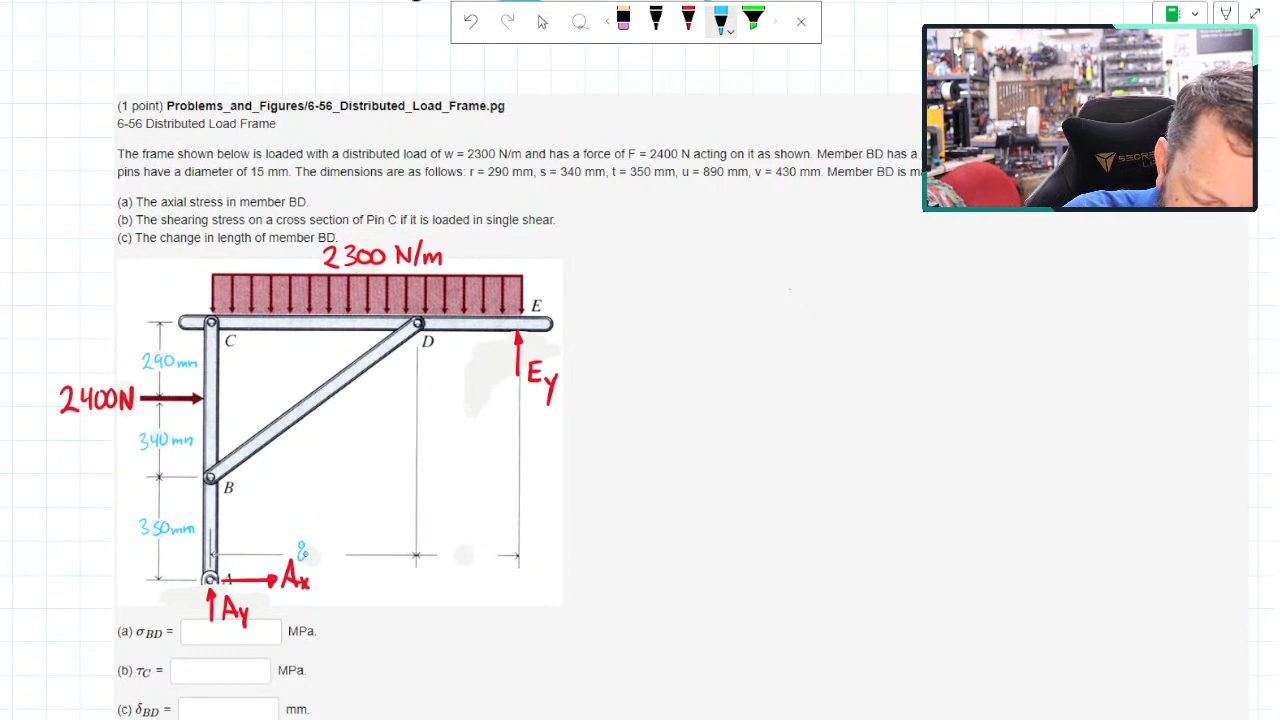 (1 point) Problems_and_Figures/6-56_Distributed_Load_Frame.pg
6-56 Distributed Load Frame
The frame shown below is loaded with a distributed load of w = 2300 N/m and has a force of F = 2400 N acting on it as shown. Member BD has a
pins have a diameter of 15 mm. The dimensions are as follows: r = 290 mm, s = 340 mm, t = 350 mm, u = 890 mm, v = 430 mm. Member BD is
(a) The axial stress in member BD.
(b) The shearing stress on a cross section of Pin C if it is loaded in single shear.
(c) The change in length of member BD.
2300 N/m
E
C
D
290mm
Ey
2400N
340mm
B
350mm
8
A
Ax
Ay
(a) σBD = MPa.
(b) τC = MPa.
(c) δBD = mm.